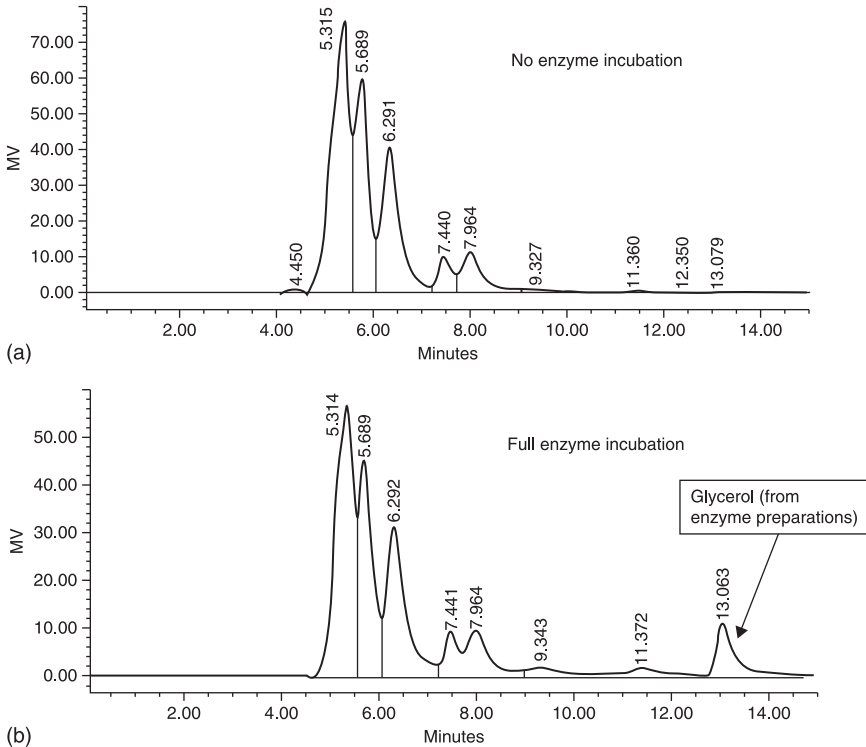 70.00
60.00
50.00
40.00
30.00
20.00
10.00
0.00
MV
5.315
5.689
6.291
4.450
7.440
7.964
9.327
11.360
12.350
13.079
No enzyme incubation
2.00 4.00 6.00 8.00 10.00 12.00 14.00
Minutes
(a)
50.00
40.00
30.00
20.00
10.00
0.00
MV
5.314
5.689
6.292
7.441
7.964
9.343
11.372
13.063
Full enzyme incubation
Glycerol (from
enzyme preparations)
2.00 4.00 6.00 8.00 10.00 12.00 14.00
Minutes
(b)